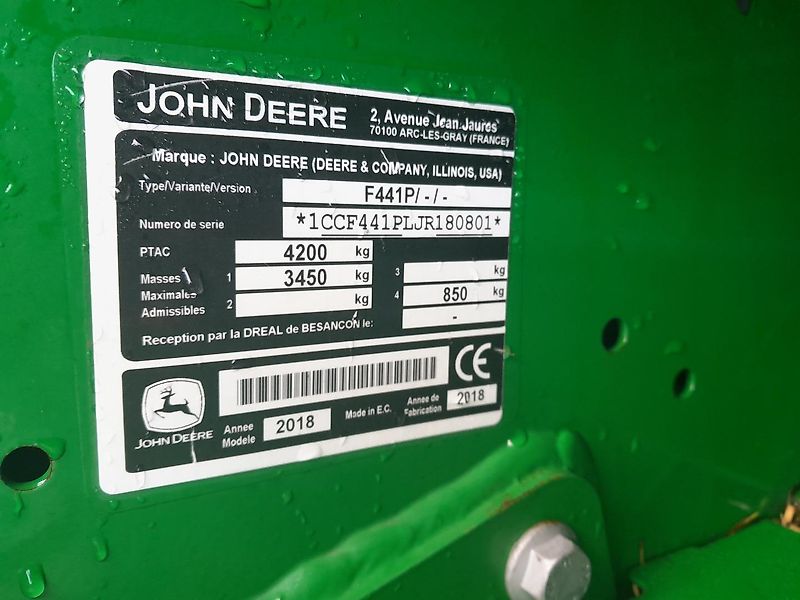 JOHN DEERE
2, Avenue Jean Jaures
70100 ARC-LES-GRAY (FRANCE)
Marque : JOHN DEERE (DEERE & COMPANY, ILLINOIS, USA)
Type/Variante/Version F441P/ - / -
Numero de serie *1CCF441PLJR180801*
PTAC 4200 kg
Masses 1 3450 kg 3 kg
Maximales
Admissibles 2 kg 4 850 kg
Reception par la DREAL de BESANCON le: -
CE
JOHN DEERE
Annee
Modele 2018
Made in E.C.
Annee de
Fabrication 2018